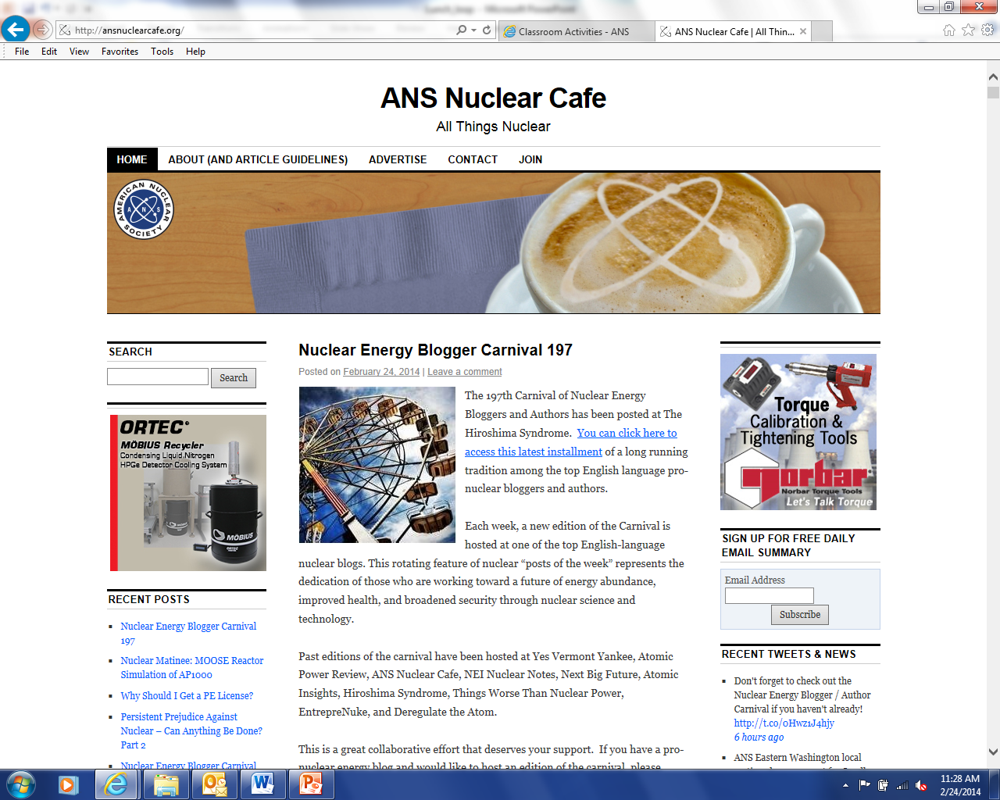 http://ansnuclearcafe.org/
Classroom Activities - ANS
ANS Nuclear Cafe | All Thin...
File Edit View Favorites Tools Help
ANS Nuclear Cafe
All Things Nuclear
HOME ABOUT (AND ARTICLE GUIDELINES) ADVERTISE CONTACT JOIN
AMERICAN NUCLEAR SOCIETY
ANS
SEARCH
Search
ORTEC®
MÖBIUS Recycler
Condensing Liquid Nitrogen
HPGe Detector Cooling System
MÖBIUS
ORTEC
RECENT POSTS
Nuclear Energy Blogger Carnival
197
Nuclear Matinee: MOOSE Reactor
Simulation of AP1000
Why Should I Get a PE License?
Persistent Prejudice Against
Nuclear – Can Anything Be Done?
Part 2
Nuclear Energy Blogger Carnival
Nuclear Energy Blogger Carnival 197
Posted on February 24, 2014 | Leave a comment
The 197th Carnival of Nuclear Energy
Bloggers and Authors has been posted at The
Hiroshima Syndrome. You can click here to
access this latest installment of a long running
tradition among the top English language pro-
nuclear bloggers and authors.
Each week, a new edition of the Carnival is
hosted at one of the top English-language
nuclear blogs. This rotating feature of nuclear “posts of the week” represents the
dedication of those who are working toward a future of energy abundance,
improved health, and broadened security through nuclear science and
technology.
Past editions of the carnival have been hosted at Yes Vermont Yankee, Atomic
Power Review, ANS Nuclear Cafe, NEI Nuclear Notes, Next Big Future, Atomic
Insights, Hiroshima Syndrome, Things Worse Than Nuclear Power,
EntrepreNuke, and Deregulate the Atom.
This is a great collaborative effort that deserves your support. If you have a pro-
nuclear energy blog and would like to host an edition of the carnival, please
Torque
Calibration &
Tightening Tools
norbar®
Norbar Torque Tools
Let's Talk Torque
SIGN UP FOR FREE DAILY
EMAIL SUMMARY
Email Address
Subscribe
RECENT TWEETS & NEWS
Don't forget to check out the
Nuclear Energy Blogger / Author
Carnival if you haven't already!
http://t.co/0Hwz1J4hjy
6 hours ago
ANS Eastern Washington local
11:28 AM
2/24/2014